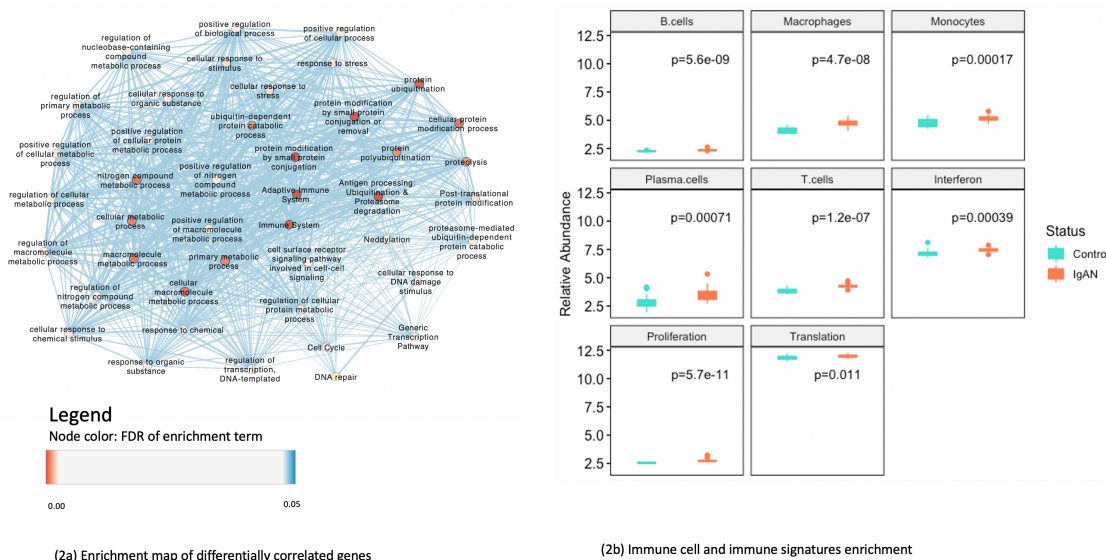 positive regulation
of biological process
positive regulation
of cellular process
regulation of
nucleobase-containing
compound
metabolic process
cellular response to
stimulus
response to stress
protein
ubiquitination
regulation of
primary metabolic
process
cellular response to
organic substance
cellular response to
stress
protein modification
by small protein
conjugation or
removal
cellular protein
modification process
ubiquitin-dependent
protein catabolic
process
positive regulation
of cellular protein
metabolic process
positive regulation
of cellular metabolic
process
protein modification
by small protein
conjugation
protein
polyubiquitination
proteolysis
nitrogen compound
metabolic process
positive regulation
of nitrogen
compound
metabolic process
Adaptive Immune
System
Antigen processing:
Ubiquitination &
Proteasome
degradation
Post-translational
protein modification
regulation of cellular
metabolic process
cellular metabolic
process
positive regulation
of macromolecule
metabolic process
Immune System
Neddylation
proteasome-mediated
ubiquitin-dependent
protein catabolic
process
regulation of
macromolecule
metabolic process
macromolecule
metabolic process
primary metabolic
process
cell surface receptor
signaling pathway
involved in cell-cell
signaling
cellular response to
DNA damage
stimulus
regulation of
nitrogen compound
metabolic process
cellular
macromolecule
metabolic process
regulation of cellular
protein metabolic
process
cellular response to
chemical stimulus
response to chemical
Generic
Transcription
Pathway
Cell Cycle
response to organic
substance
regulation of
transcription,
DNA-templated
DNA repair
Legend
Node color: FDR of enrichment term
0.00
0.05
(2a) Enrichment map of differentially correlated genes
Relative Abundance
B.cells
Macrophages
Monocytes
12.5
10.0
7.5
5.0
2.5
p=5.6e-09
p=4.7e-08
p=0.00017
Plasma.cells
T.cells
Interferon
12.5
10.0
7.5
5.0
2.5
p=0.00071
p=1.2e-07
p=0.00039
Proliferation
Translation
12.5
10.0
7.5
5.0
2.5
p=5.7e-11
p=0.011
Status
Contro
IgAN
(2b) Immune cell and immune signatures enrichment